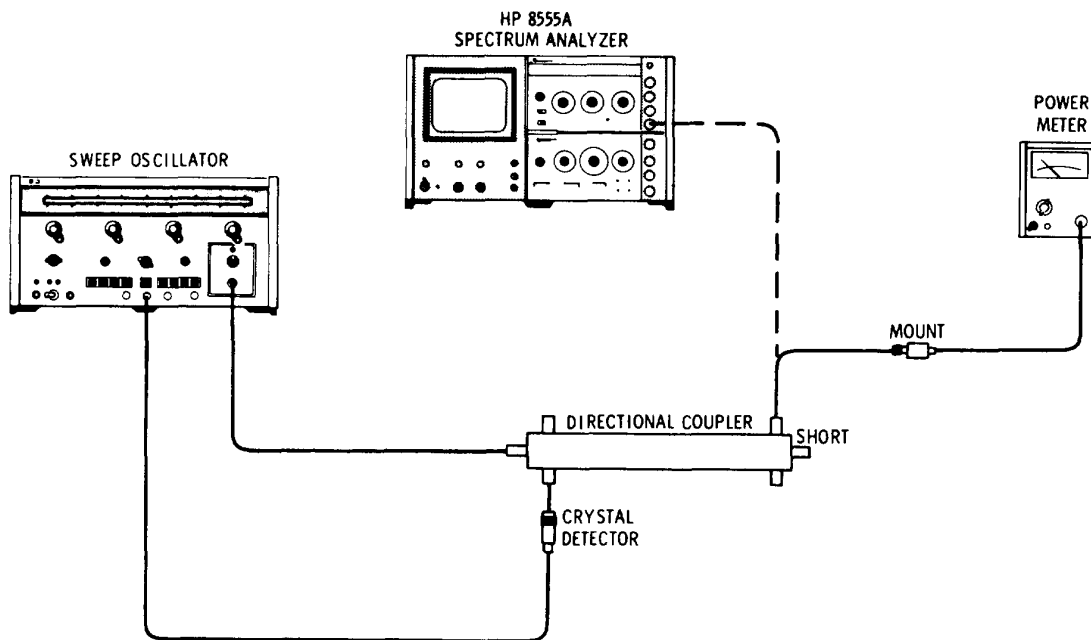 HP 8555A
SPECTRUM ANALYZER
POWER
METER
SWEEP OSCILLATOR
MOUNT
DIRECTIONAL COUPLER
SHORT
CRYSTAL
DETECTOR